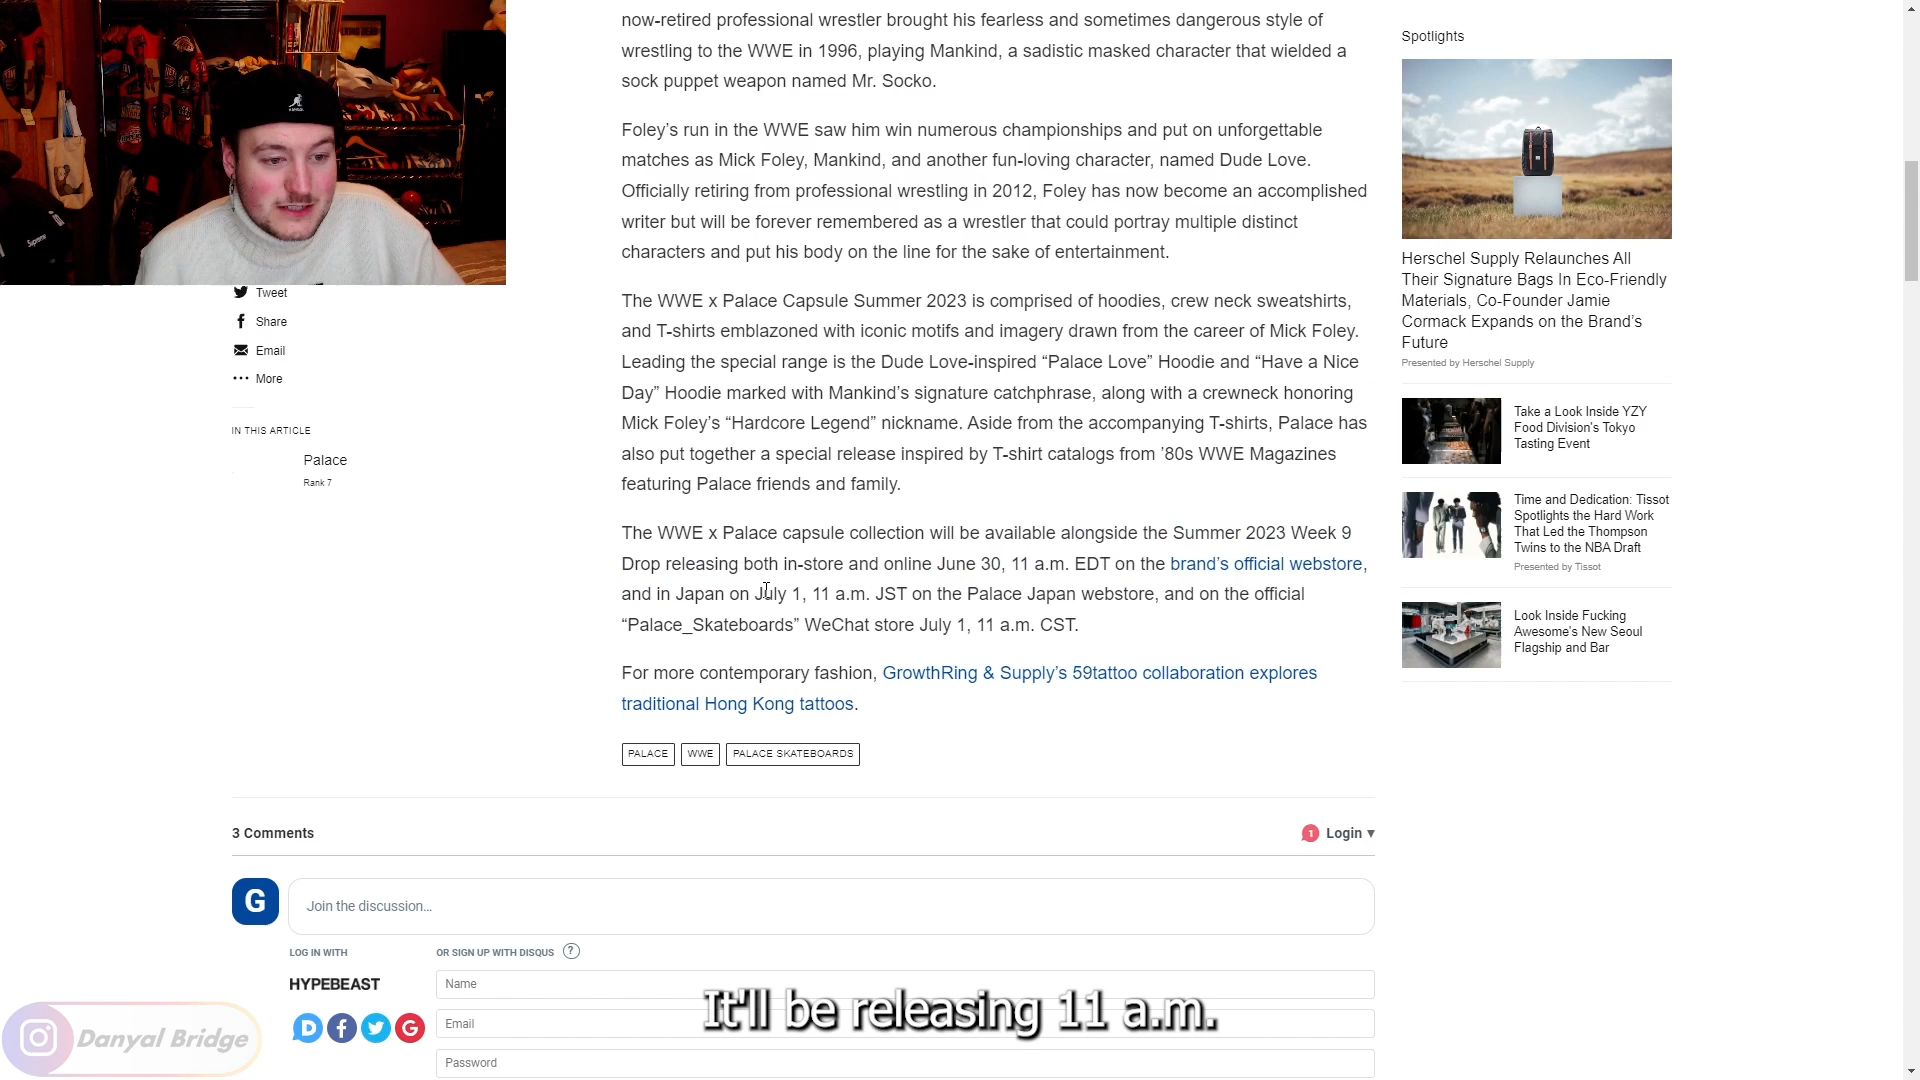 now-retired professional wrestler brought his fearless and sometimes dangerous style of
wrestling to the WWE in 1996, playing Mankind, a sadistic masked character that wielded a
sock puppet weapon named Mr. Socko.
Foley’s run in the WWE saw him win numerous championships and put on unforgettable
matches as Mick Foley, Mankind, and another fun-loving character, named Dude Love.
Officially retiring from professional wrestling in 2012, Foley has now become an accomplished
writer but will be forever remembered as a wrestler that could portray multiple distinct
characters and put his body on the line for the sake of entertainment.
The WWE x Palace Capsule Summer 2023 is comprised of hoodies, crew neck sweatshirts,
and T-shirts emblazoned with iconic motifs and imagery drawn from the career of Mick Foley.
Leading the special range is the Dude Love-inspired “Palace Love” Hoodie and “Have a Nice
Day” Hoodie marked with Mankind’s signature catchphrase, along with a crewneck honoring
Mick Foley’s “Hardcore Legend” nickname. Aside from the accompanying T-shirts, Palace has
also put together a special release inspired by T-shirt catalogs from ’80s WWE Magazines
featuring Palace friends and family.
The WWE x Palace capsule collection will be available alongside the Summer 2023 Week 9
Drop releasing both in-store and online June 30, 11 a.m. EDT on the brand’s official webstore,
and in Japan on July 1, 11 a.m. JST on the Palace Japan webstore, and on the official
“Palace_Skateboards” WeChat store July 1, 11 a.m. CST.
For more contemporary fashion, GrowthRing & Supply’s 59tattoo collaboration explores
traditional Hong Kong tattoos.
PALACE WWE PALACE SKATEBOARDS
Tweet
Share
Email
More
IN THIS ARTICLE
Palace
Rank 7
Spotlights
Herschel Supply Relaunches All
Their Signature Bags In Eco-Friendly
Materials, Co-Founder Jamie
Cormack Expands on the Brand’s
Future
Presented by Herschel Supply
Take a Look Inside YZY
Food Division's Tokyo
Tasting Event
Time and Dedication: Tissot
Spotlights the Hard Work
That Led the Thompson
Twins to the NBA Draft
Presented by Tissot
Look Inside Fucking
Awesome's New Seoul
Flagship and Bar
3 Comments
1 Login
G
Join the discussion...
LOG IN WITH
OR SIGN UP WITH DISQUS ?
HYPEBEAST
D f G
Name
Email
Password
It'll be releasing 11 a.m.
Danyal Bridge
Supreme
KANGOL